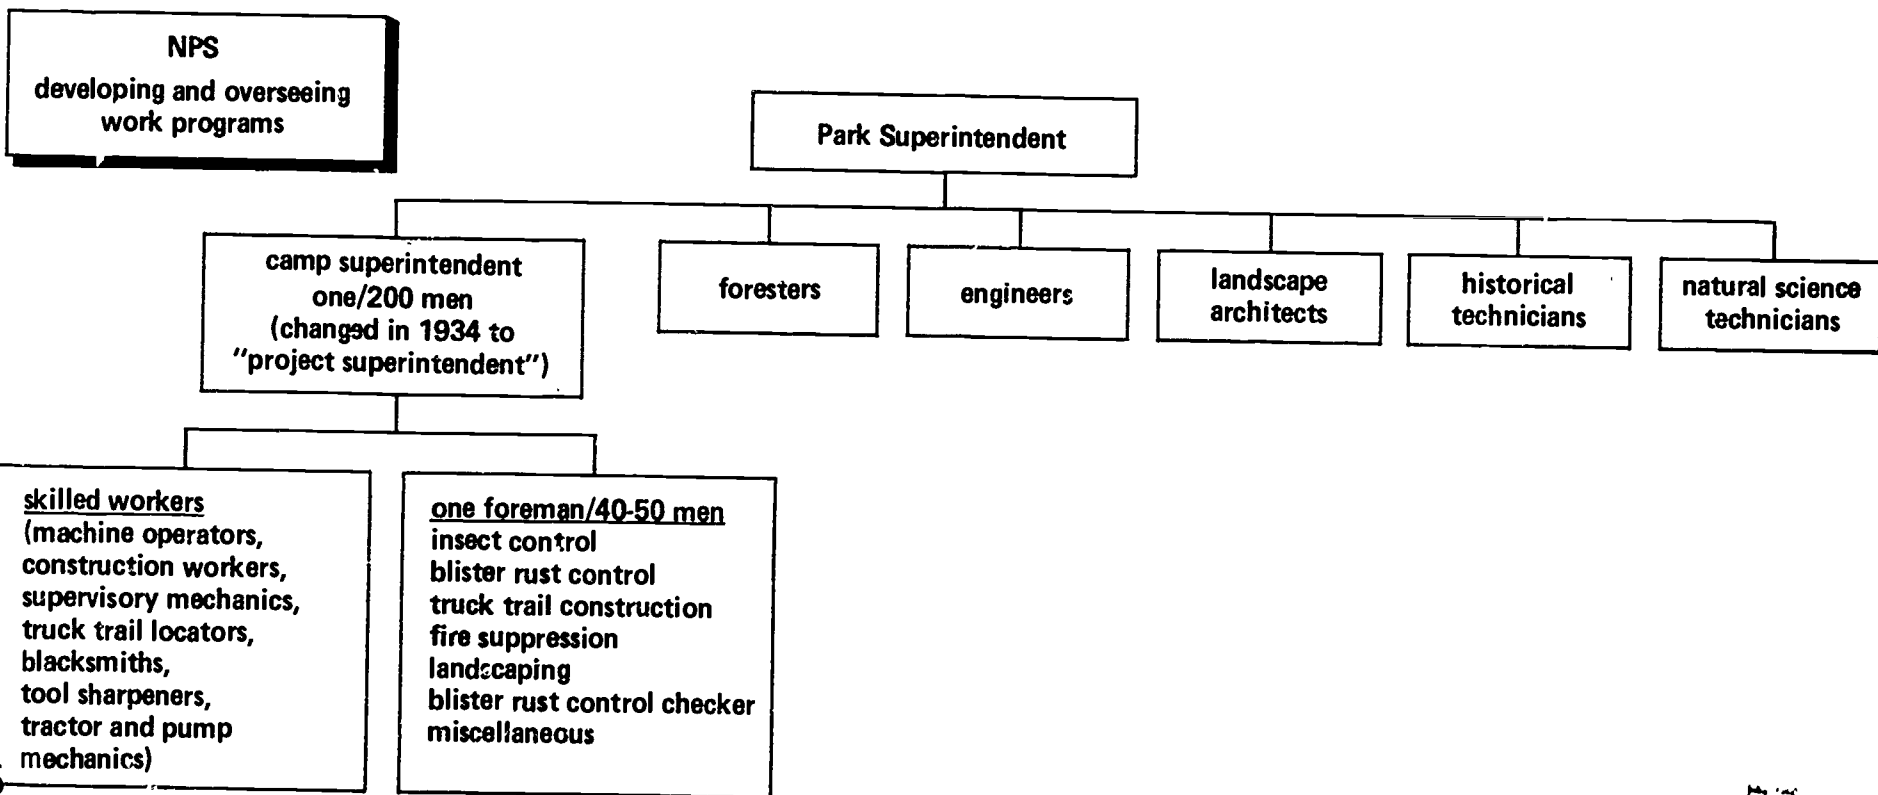 NPS
developing and overseeing
work programs
Park Superintendent
camp superintendent
one/200 men
(changed in 1934 to
"project superintendent")
foresters
engineers
landscape
architects
historical
technicians
natural science
technicians
skilled workers
(machine operators,
construction workers,
supervisory mechanics,
truck trail locators,
blacksmiths,
tool sharpeners,
tractor and pump
mechanics)
one foreman/40-50 men
insect control
blister rust control
truck trail construction
fire suppression
landscaping
blister rust control checker
miscellaneous